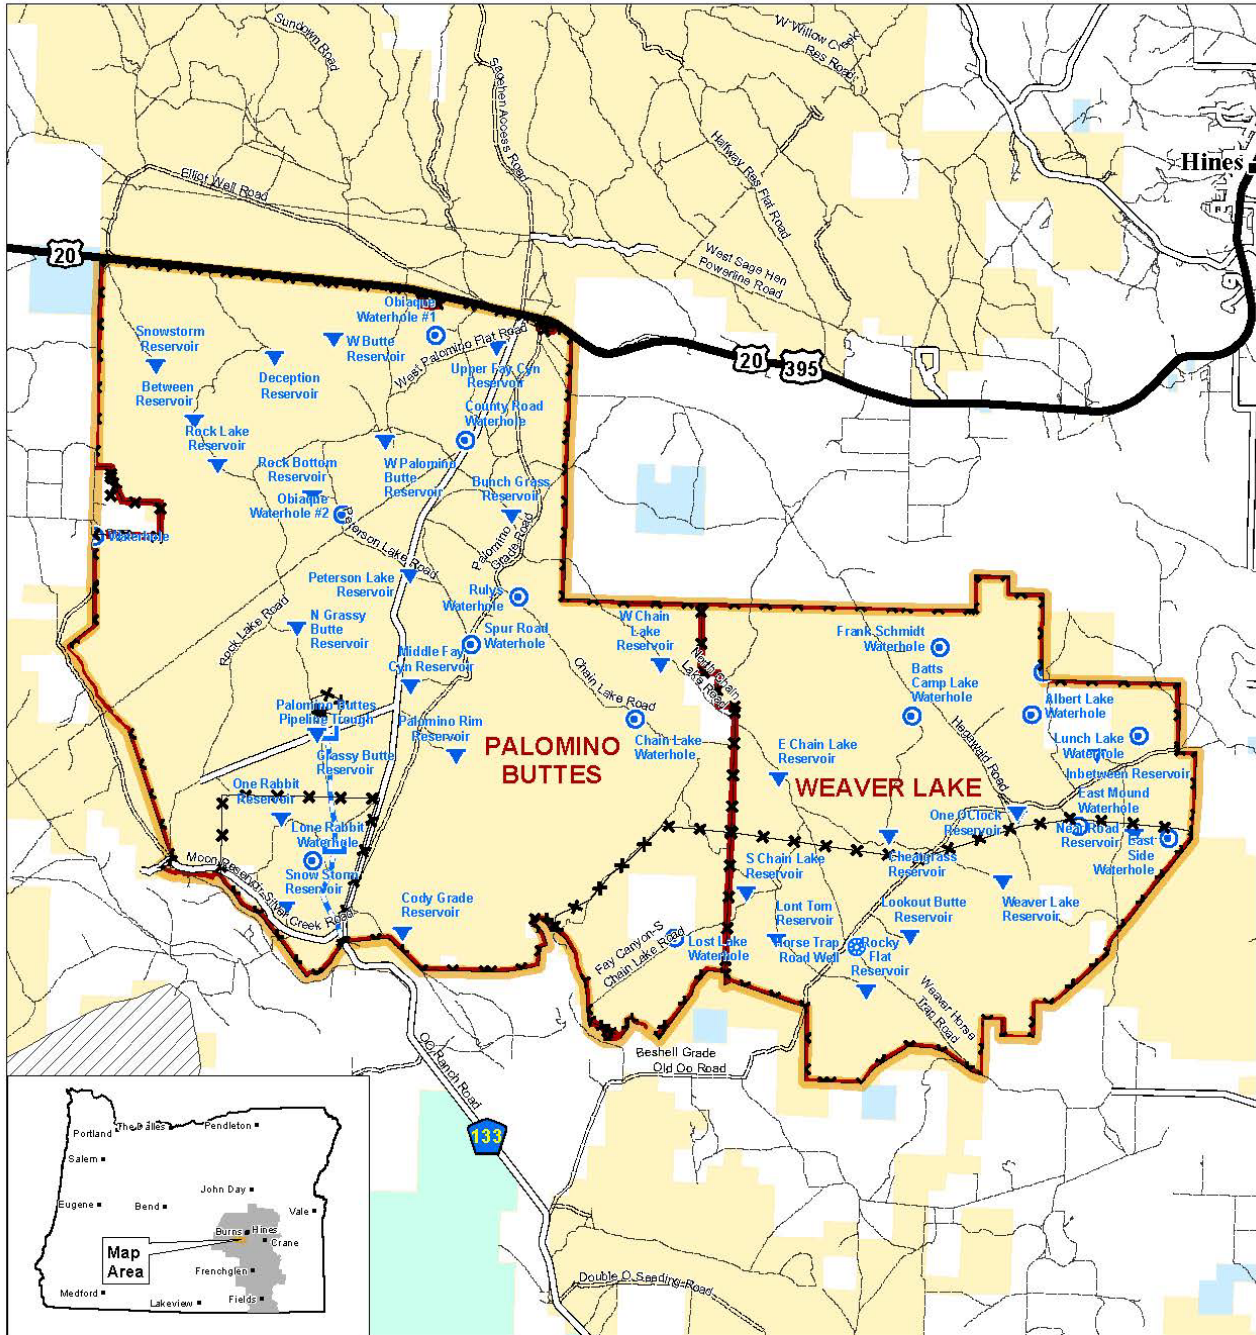 Sundown Road
Sagehen Access Road
W Willow Creek
Res Road
Halfway Res Flat Road
Hines
Elliot Well Road
West Sage Hen
Powerline Road
20
20
395
Obiaque
Waterhole #1
Snowstorm
Reservoir
W Butte
Reservoir
West Palomino Flat Road
Deception
Reservoir
Upper Fay Cyn
Reservoir
Between
Reservoir
County Road
Waterhole
Rock Lake
Reservoir
Rock Bottom
Reservoir
W Palomino
Butte
Reservoir
Bunch Grass
Reservoir
Obiaque
Waterhole #2
Peterson Lake Road
Palomino
Grade Road
Waterhole
Peterson Lake
Reservoir
Rulys
Waterhole
Rock Lake Road
N Grassy
Butte
Reservoir
Spur Road
Waterhole
W Chain
Lake
Reservoir
Frank Schmidt
Waterhole
Middle Fay
Cyn Reservoir
Chain Lake Road
North Chain
Lake Road
Batts
Camp Lake
Waterhole
Palomino Buttes
Pipeline Trough
Palomino Rim
Reservoir
Chain Lake
Waterhole
Albert Lake
Waterhole
Hagawald Road
Lunch Lake
Waterhole
Grassy Butte
Reservoir
PALOMINO
BUTTES
E Chain Lake
Reservoir
Inbetween Reservoir
WEAVER LAKE
One Rabbit
Reservoir
East Mound
Waterhole
One OClock
Reservoir
Lone Rabbit
Waterhole
Near Road
Reservoir
East
Side
Waterhole
Moon Reservoir-Silver Creek Road
Snow Storm
Reservoir
S Chain Lake
Reservoir
Cheatgrass
Reservoir
Cody Grade
Reservoir
Lont Tom
Reservoir
Lookout Butte
Reservoir
Weaver Lake
Reservoir
Fay Canyon-S
Chain Lake Road
Lost Lake
Waterhole
Horse Trap
Road Well
Rocky
Flat
Reservoir
Weaver Horse
Trap Road
Oo Ranch Road
Beshell Grade
Old Oo Road
133
Double O Seeding Road
Portland
The Dalles
Pendleton
Salem
John Day
Eugene
Bend
Vale
Burns
Hines
Crane
Map
Area
Frenchglen
Medford
Lakeview
Fields